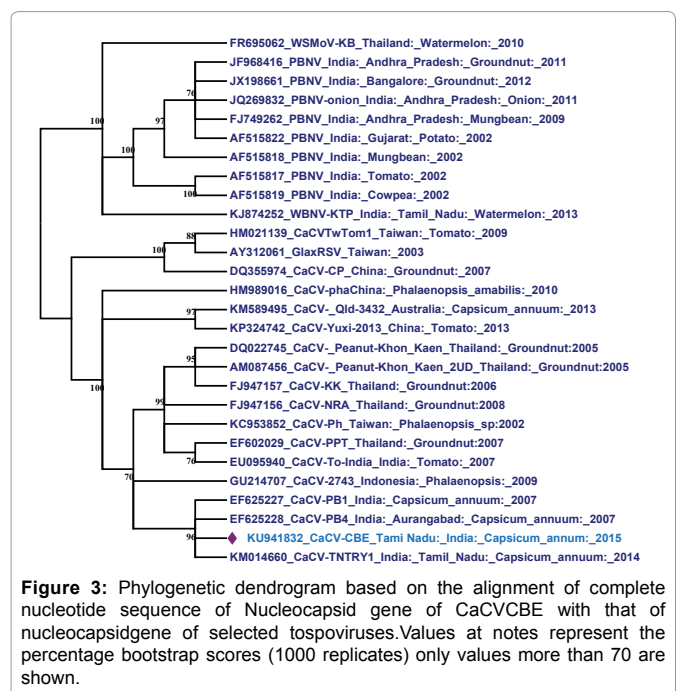 FR695062_WSMoV-KB_Thailand:_Watermelon:_2010
JF968416_PBNV_India:_Andhra_Pradesh:_Groundnut:_2011
JX198661_PBNV_India:_Bangalore:_Groundnut:_2012
76
JQ269832_PBNV-onion_India:_Andhra_Pradesh:_Onion:_2011
FJ749262_PBNV_India:_Andhra_Pradesh:_Mungbean:_2009
100
97
AF515822_PBNV_India:_Gujarat:_Potato:_2002
100
AF515818_PBNV_India:_Mungbean:_2002
AF515817_PBNV_India:_Tomato:_2002
100
AF515819_PBNV_India:_Cowpea:_2002
KJ874252_WBNV-KTP_India:_Tamil_Nadu:_Watermelon:_2013
88
HM021139_CaCVTwTom1_Taiwan:_Tomato:_2009
100
AY312061_GlaxRSV_Taiwan:_2003
DQ355974_CaCV-CP_China:_Groundnut:_2007
HM989016_CaCV-phaChina:_Phalaenopsis_amabilis:_2010
97
KM589495_CaCV-_Qld-3432_Australia:_Capsicum_annuum:_2013
KP324742_CaCV-Yuxi-2013_China:_Tomato:_2013
DQ022745_CaCV-_Peanut-Khon_Kaen_Thailand:_Groundnut:2005
95
AM087456_CaCV-_Peanut-Khon_Kaen_2UD_Thailand:_Groundnut:2005
100
FJ947157_CaCV-KK_Thailand:_Groundnut:2006
99
FJ947156_CaCV-NRA_Thailand:_Groundnut:2008
KC953852_CaCV-Ph_Taiwan:_Phalaenopsis_sp:2002
EF602029_CaCV-PPT_Thailand:_Groundnut:2007
76
EU095940_CaCV-To-India_India:_Tomato:_2007
70
GU214707_CaCV-2743_Indonesia:_Phalaenopsis:_2009
EF625227_CaCV-PB1_India:_Capsicum_annuum:_2007
EF625228_CaCV-PB4_India:_Aurangabad:_Capsicum_annuum:_2007
96
KU941832_CaCV-CBE_Tami Nadu:_India:_Capsicum_annum:_2015
KM014660_CaCV-TNTRY1_India:_Tamil_Nadu:_Capsicum_annum:_2014
Figure 3: Phylogenetic dendrogram based on the alignment of complete
nucleotide sequence of Nucleocapsid gene of CaCVCBE with that of
nucleocapsidgene of selected tospoviruses.Values at notes represent the
percentage bootstrap scores (1000 replicates) only values more than 70 are
shown.